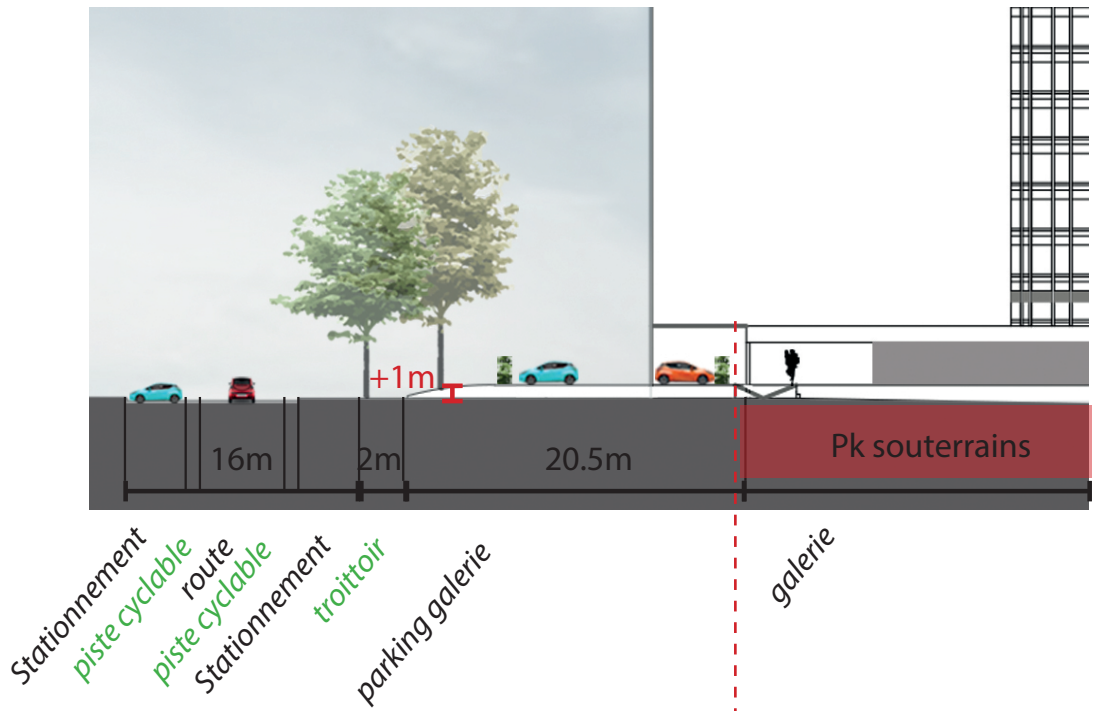 +1m
16m
2m
20.5m
Pk souterrains
Stationnement
piste cyclable
route
piste cyclable
Stationnement
troittoir
parking galerie
galerie